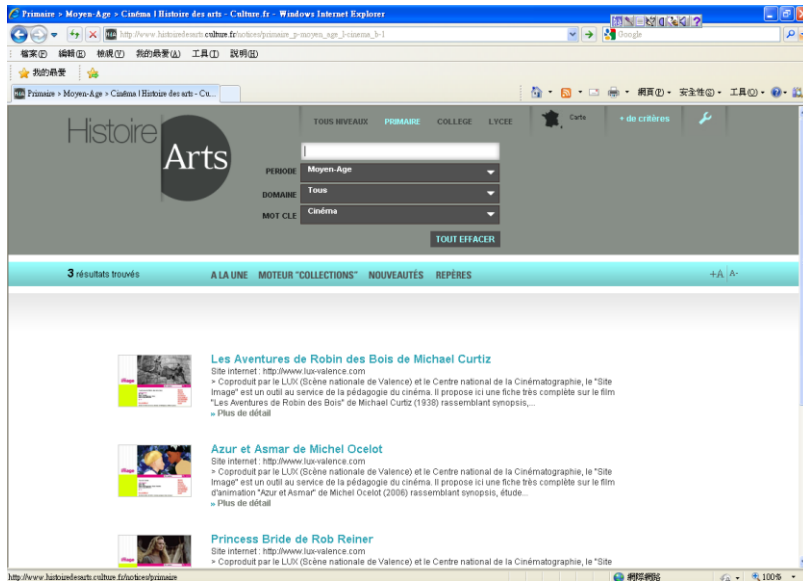 Primaire > Moyen-Age > Cinéma | Histoire des arts - Culture.fr - Windows Internet Explorer
http://www.histoiredesarts.culture.fr/notices/primaire_p-moyen_age_l-cinema_b-1
Google
檔案(F) 編輯(E) 檢視(V) 我的最愛(A) 工具(T) 說明(H)
我的最愛
Primaire > Moyen-Age > Cinéma | Histoire des arts - Cu...
網頁(P) 安全性(S) 工具(O)
Histoire
Arts
TOUS NIVEAUX PRIMAIRE COLLEGE LYCEE
Carte
+ de critères
PERIODE Moyen-Age
DOMAINE Tous
MOT CLE Cinéma
TOUT EFFACER
3 résultats trouvés
A LA UNE MOTEUR "COLLECTIONS" NOUVEAUTÉS REPÈRES
+A A-
Les Aventures de Robin des Bois de Michael Curtiz
Site internet : http://www.lux-valence.com
> Coproduit par le LUX (Scène nationale de Valence) et le Centre national de la Cinématographie, le "Site
Image" est un outil au service de la pédagogie du cinéma. Il propose ici une fiche très complète sur le film
"Les Aventures de Robin des Bois" de Michael Curtiz (1938) rassemblant synopsis,...
» Plus de détail
Azur et Asmar de Michel Ocelot
Site internet : http://www.lux-valence.com
> Coproduit par le LUX (Scène nationale de Valence) et le Centre national de la Cinématographie, le "Site
Image" est un outil au service de la pédagogie du cinéma. Il propose ici une fiche très complète sur le film
d'animation "Azur et Asmar" de Michel Ocelot (2006) rassemblant synopsis, étude...
» Plus de détail
Princess Bride de Rob Reiner
Site internet : http://www.lux-valence.com
> Coproduit par le LUX (Scène nationale de Valence) et le Centre national de la Cinématographie, le "Site
http://www.histoiredesarts.culture.fr/notices/primaire
網際網路
100%